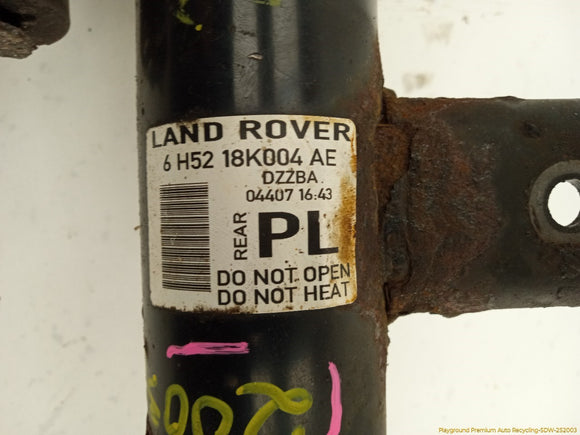 LAND ROVER
6 H52 18K004 AE
DZZBA
04407 16:43
REAR
PL
DO NOT OPEN
DO NOT HEAT
Playground Premium Auto Recycling-SDW-252003